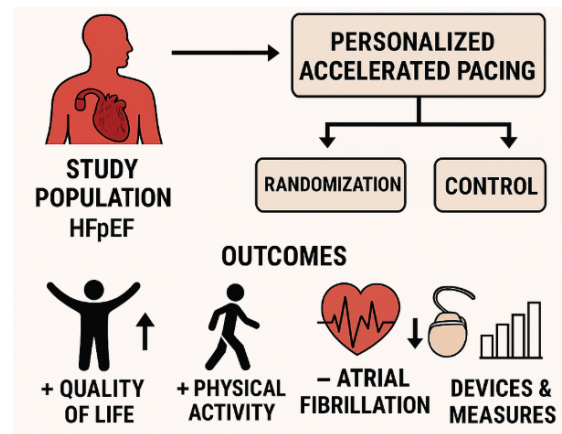 PERSONALIZED
ACCELERATED PACING
STUDY
POPULATION
HFpEF
RANDOMIZATION
CONTROL
OUTCOMES
+ QUALITY
OF LIFE
+ PHYSICAL
ACTIVITY
– ATRIAL
FIBRILLATION
DEVICES &
MEASURES